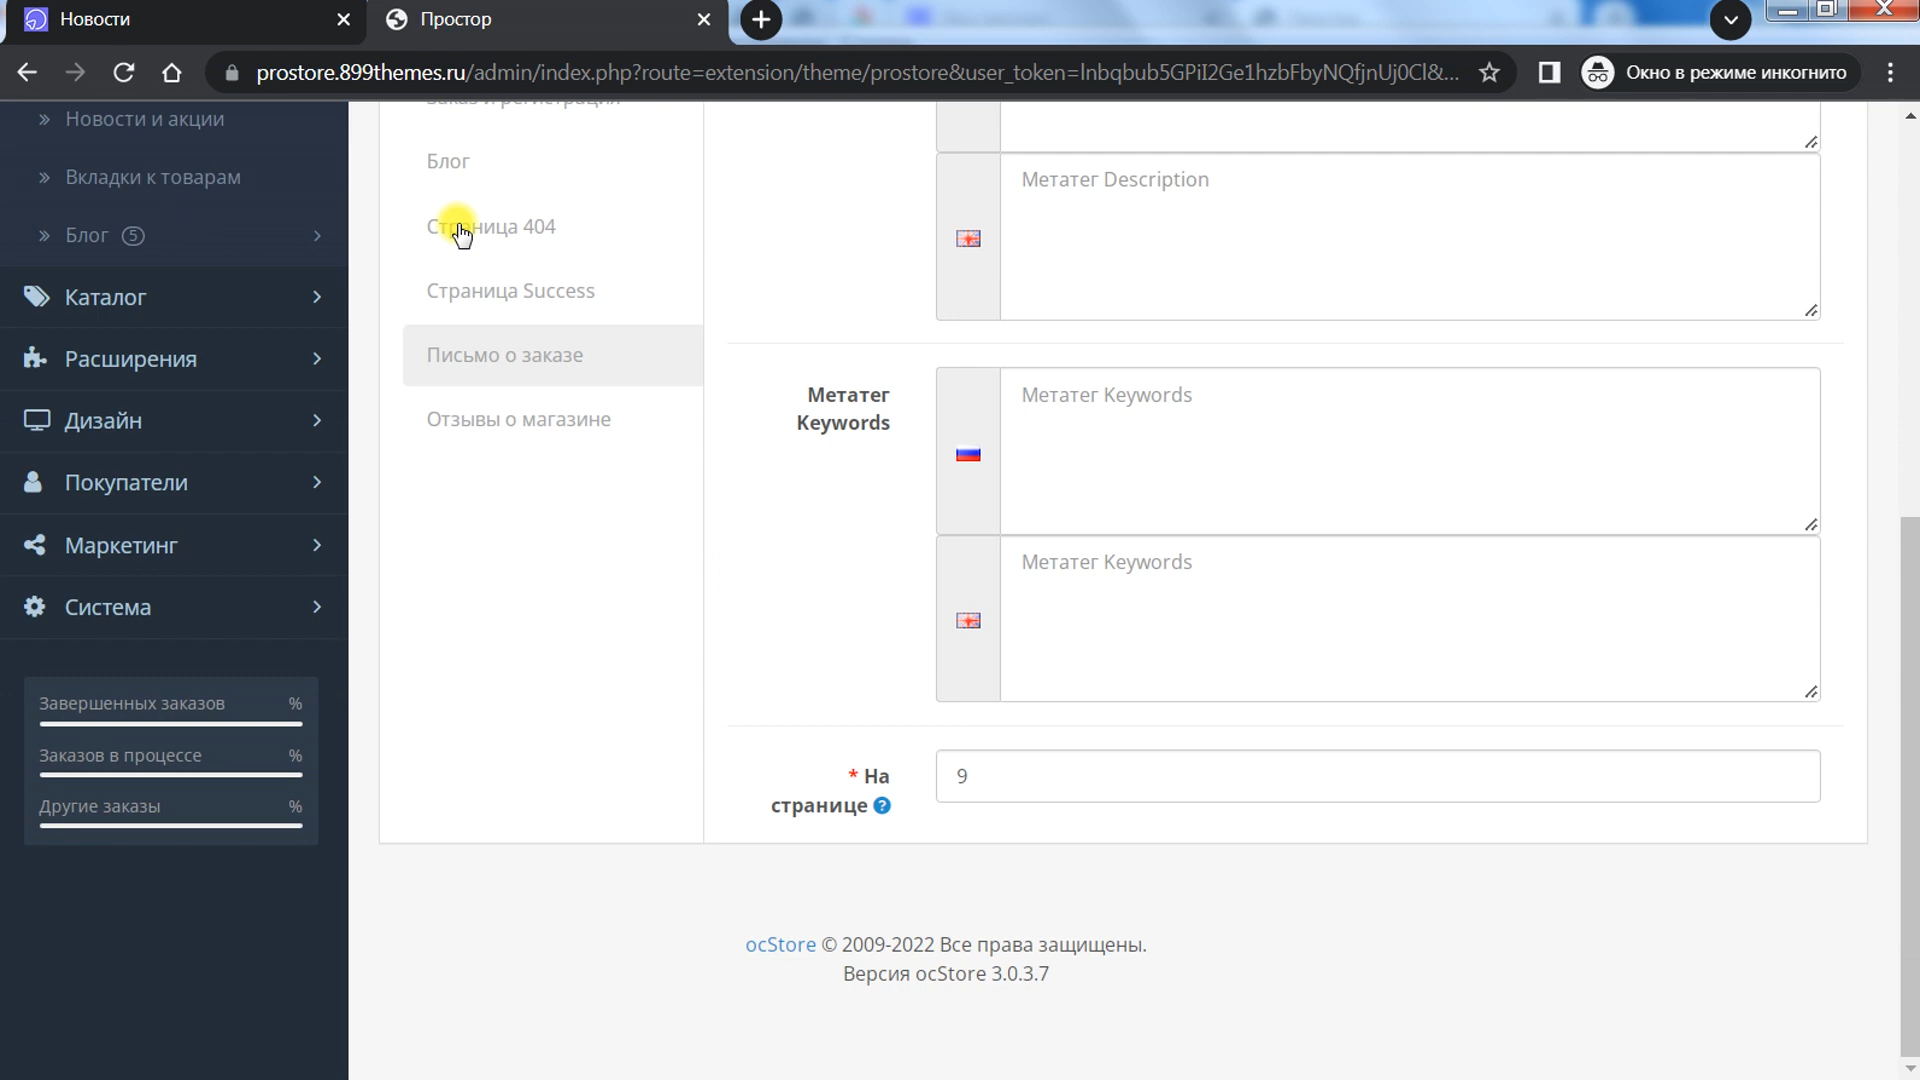 Новости
Простор
prostore.899themes.ru/admin/index.php?route=extension/theme/prostore&user_token=lnbqbub5GPiI2Ge1hzbFbyNQfjnUj0Cl&...
Окно в режиме инкогнито
Новости и акции
Вкладки к товарам
Блог 5
Каталог
Расширения
Дизайн
Покупатели
Маркетинг
Система
Завершенных заказов %
Заказов в процессе %
Другие заказы %
Заказ и регистрация
Блог
Страница 404
Страница Success
Письмо о заказе
Отзывы о магазине
Метатег Description
Метатег
Keywords
Метатег Keywords
Метатег Keywords
* На
странице ?
9
ocStore © 2009-2022 Все права защищены.
Версия ocStore 3.0.3.7